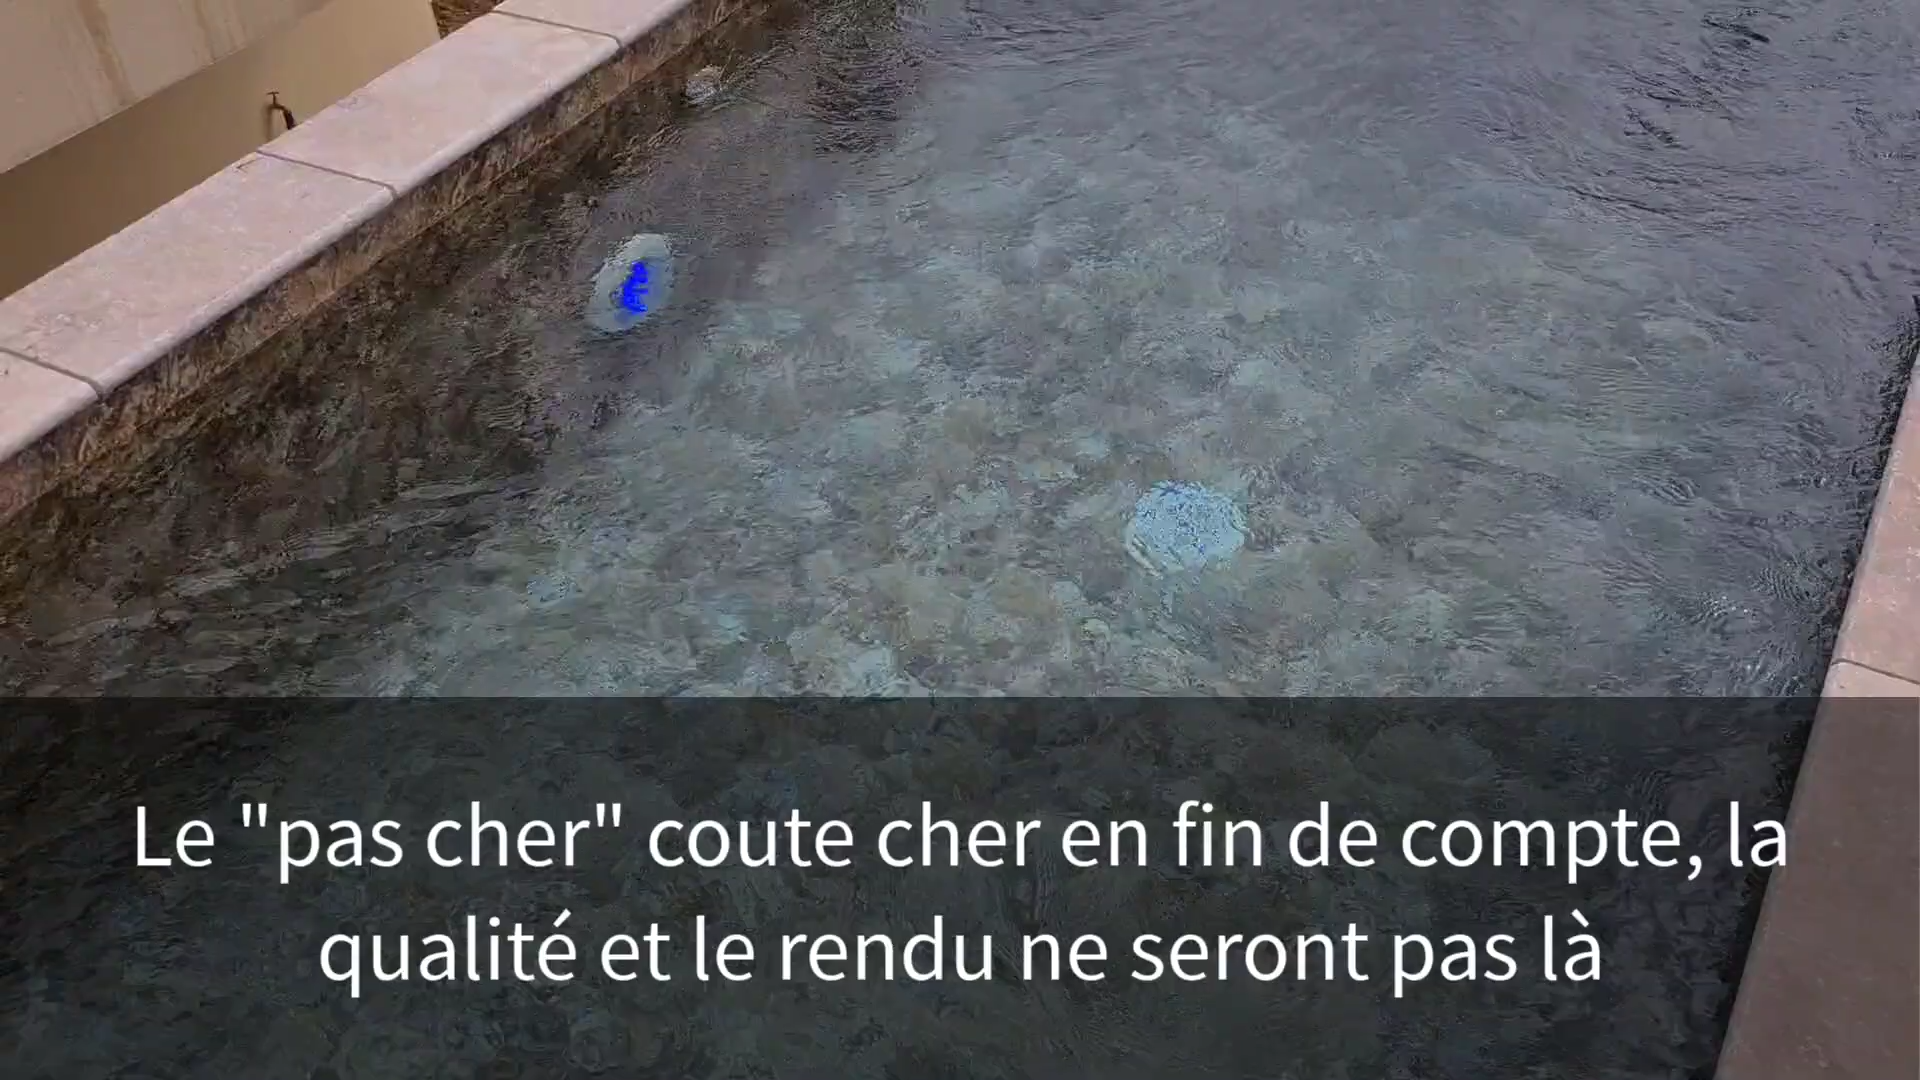 Le "pas cher" coute cher en fin de compte, la
qualité et le rendu ne seront pas là